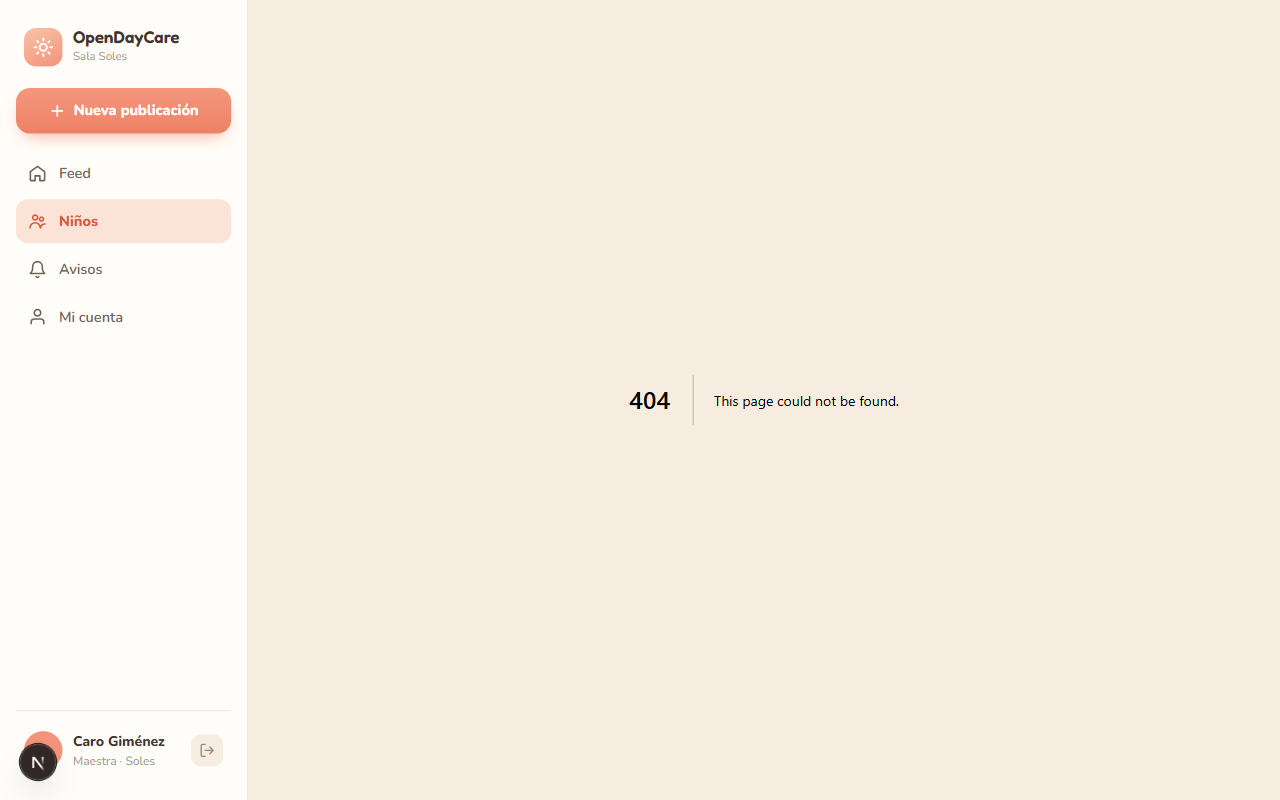 OpenDayCare
Sala Soles
Nueva publicación
Feed
Niños
Avisos
Mi cuenta
404
This page could not be found.
Caro Giménez
Maestra · Soles
N